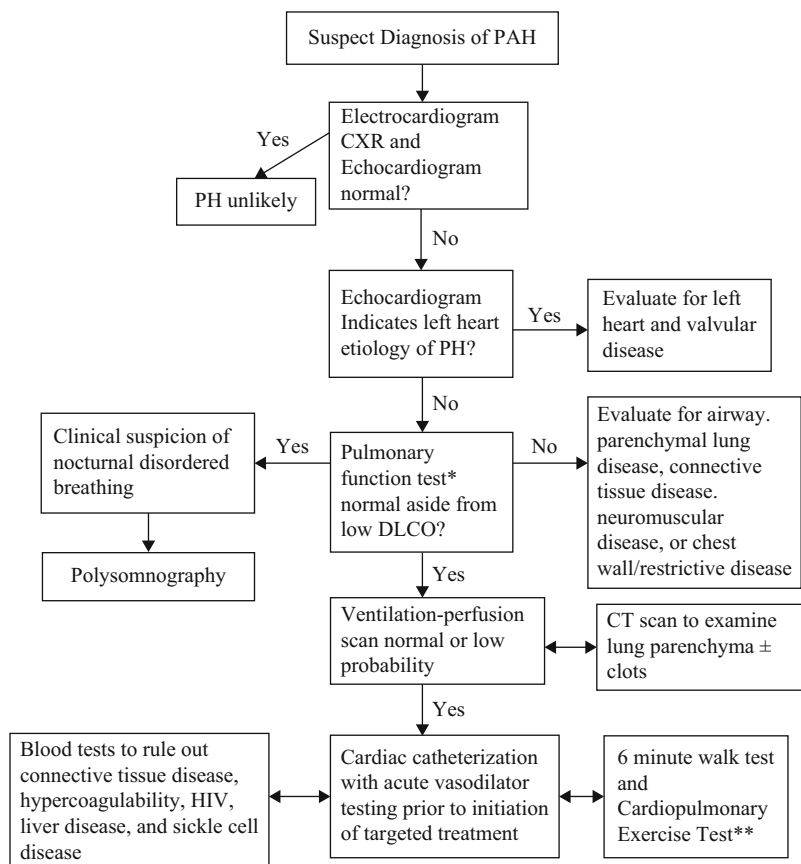 Suspect Diagnosis of PAH
Electrocardiogram
CXR and
Echocardiogram
normal?
Yes
PH unlikely
No
Echocardiogram
Indicates left heart
etiology of PH?
Yes
Evaluate for left
heart and valvular
disease
No
Clinical suspicion of
nocturnal disordered
breathing
Yes
Pulmonary
function test*
normal aside from
low DLCO?
No
Evaluate for airway.
parenchymal lung
disease, connective
tissue disease.
neuromuscular
disease, or chest
wall/restrictive disease
Polysomnography
Yes
Ventilation-perfusion
scan normal or low
probability
CT scan to examine
lung parenchyma ±
clots
Yes
Blood tests to rule out
connective tissue disease,
hypercoagulability, HIV,
liver disease, and sickle cell
disease
Cardiac catheterization
with acute vasodilator
testing prior to initiation
of targeted treatment
6 minute walk test
and
Cardiopulmonary
Exercise Test**